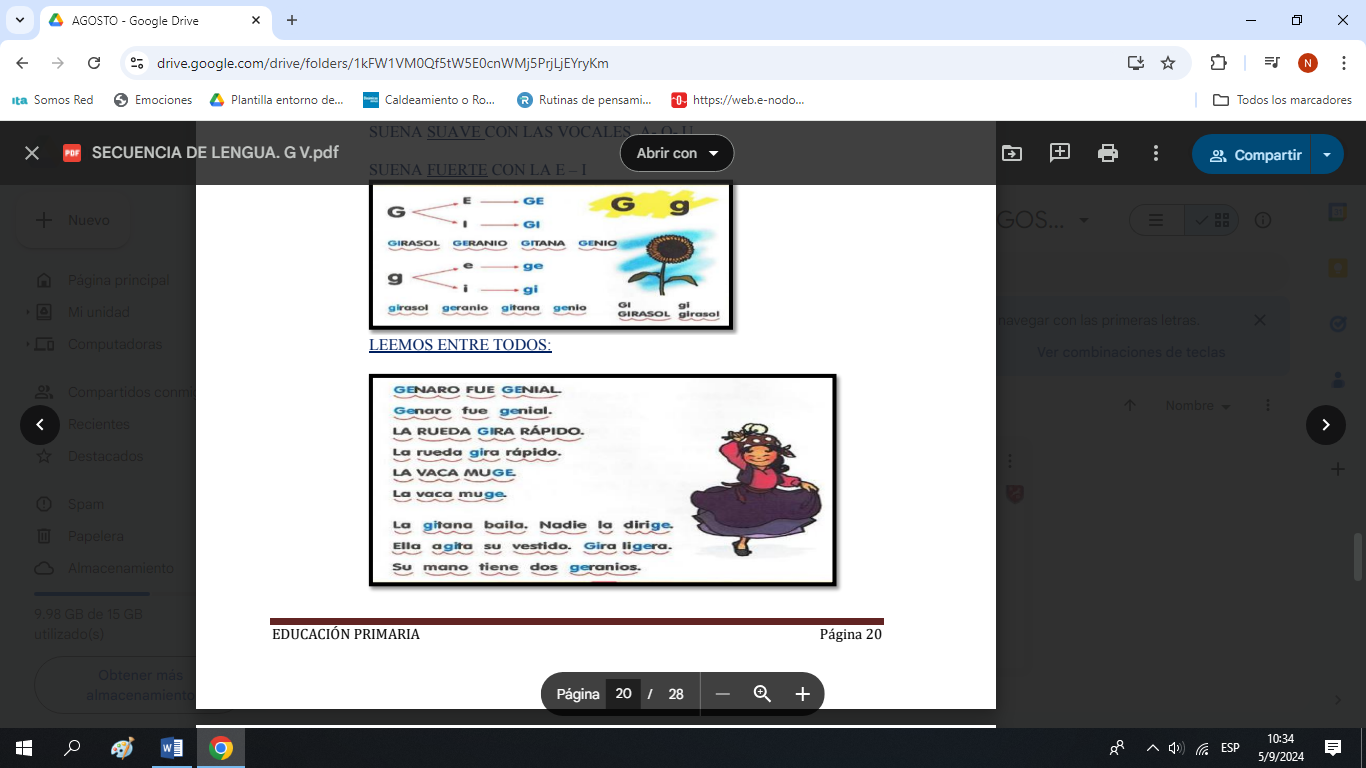 AGOSTO - Google Drive
drive.google.com/drive/folders/1kFW1VM0Qf5tW5E0cnWMj5PrjLjEYryKm
N
ita Somos Red Emociones Plantilla entorno de... Caldeamiento o Ro... Rutinas de pensami... https://web.e-nodo... Todos los marcadores
SUENA SUAVE CON LAS VOCALES A- O- U
PDF SECUENCIA DE LENGUA. G V.pdf Abrir con Compartir
SUENA FUERTE CON LA E – I
Nuevo
Página principal
Mi unidad
Computadoras
Compartidos conmi
Recientes
Destacados
Spam
Papelera
Almacenamiento
9.98 GB de 15 GB
utilizado(s)
Obtener más
almacenamiento
GOS...
navegar con las primeras letras.
Ver combinaciones de teclas
Nombre
G E GE
I GI
G g
GIRASOL GERANIO GITANA GENIO
g e ge
i gi
girasol geranio gitana genio
GI gi
GIRASOL girasol
LEEMOS ENTRE TODOS:
GENARO FUE GENIAL.
Genaro fue genial.
LA RUEDA GIRA RÁPIDO.
La rueda gira rápido.
LA VACA MUGE.
La vaca muge.
La gitana baila. Nadie la dirige.
Ella agita su vestido. Gira ligera.
Su mano tiene dos geranios.
EDUCACIÓN PRIMARIA Página 20
Página 20 / 28
ESP
10:34
5/9/2024